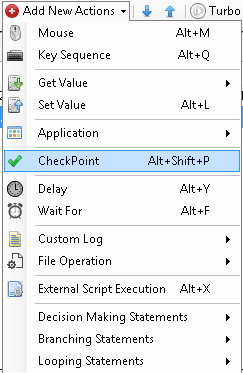 Add New Actions Turbo
Mouse Alt+M
Key Sequence Alt+Q
Get Value
Set Value Alt+L
Application
CheckPoint Alt+Shift+P
Delay Alt+Y
Wait For Alt+F
Custom Log
File Operation
External Script Execution Alt+X
Decision Making Statements
Branching Statements
Looping Statements